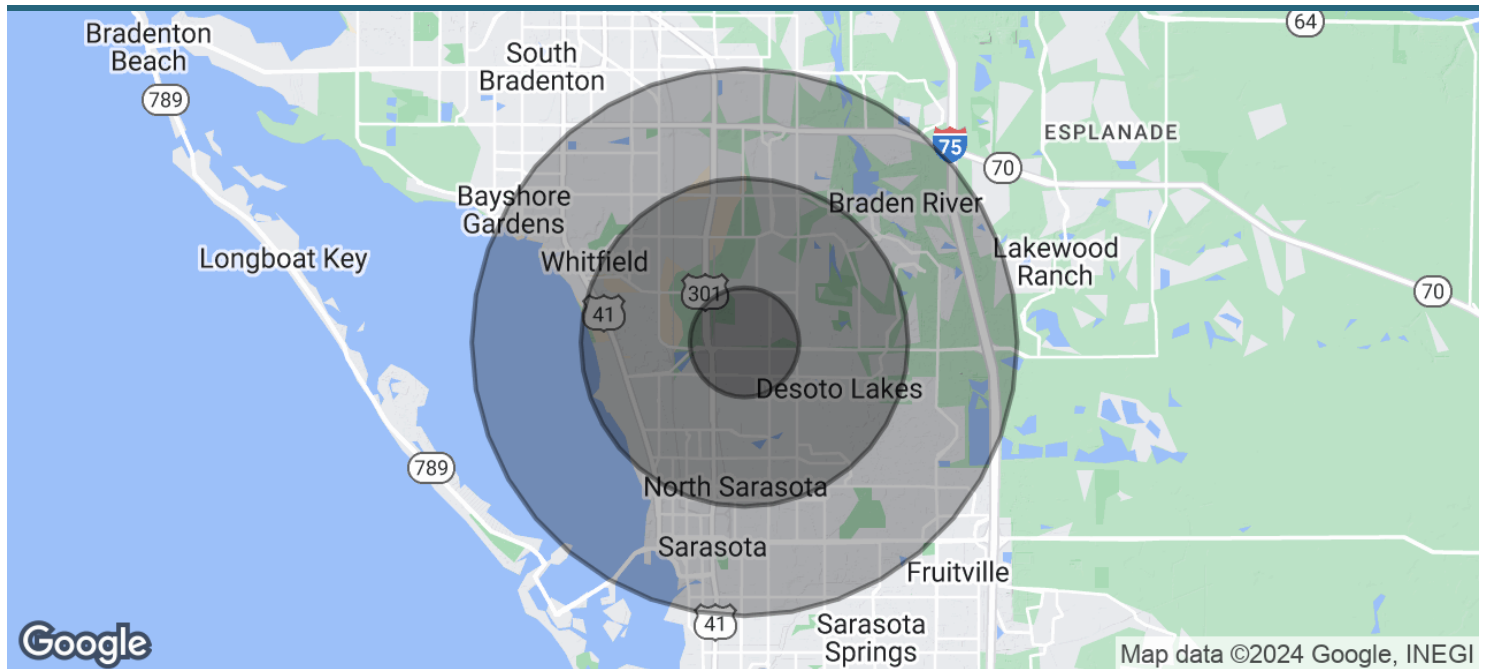 Bradenton
Beach
64
South
Bradenton
789
ESPLANADE
75
70
Bayshore
Gardens
Braden River
Longboat Key
Whitfield
Lakewood
Ranch
301
70
41
Desoto Lakes
789
North Sarasota
Sarasota
Fruitville
41
Sarasota
Springs
Google
Map data ©2024 Google, INEGI